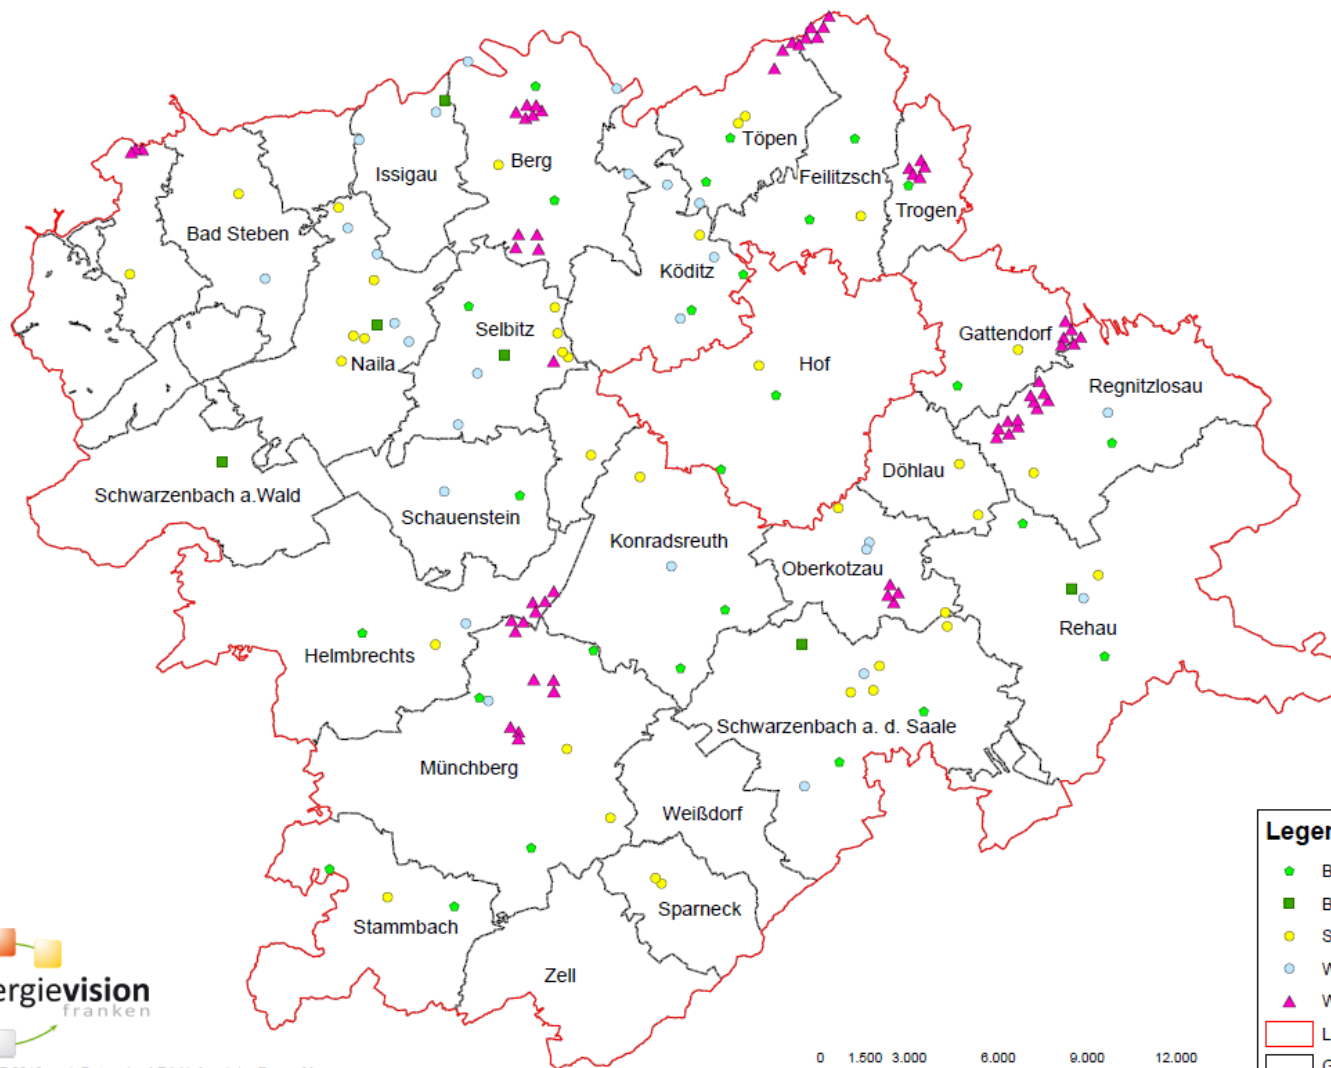 Töpen
Berg
Issigau
Feilitzsch
Trogen
Bad Steben
Köditz
Selbitz
Gattendorf
Naila
Hof
Regnitzlosau
Döhlau
Schwarzenbach a.Wald
Schauenstein
Konradsreuth
Oberkotzau
Rehau
Helmbrechts
Schwarzenbach a. d. Saale
Münchberg
Weißdorf
Sparneck
Stammbach
Zell
Leger
B
B
S
W
W
L
G
ergievision
franken
0 1.500 3.000 6.000 9.000 12.000